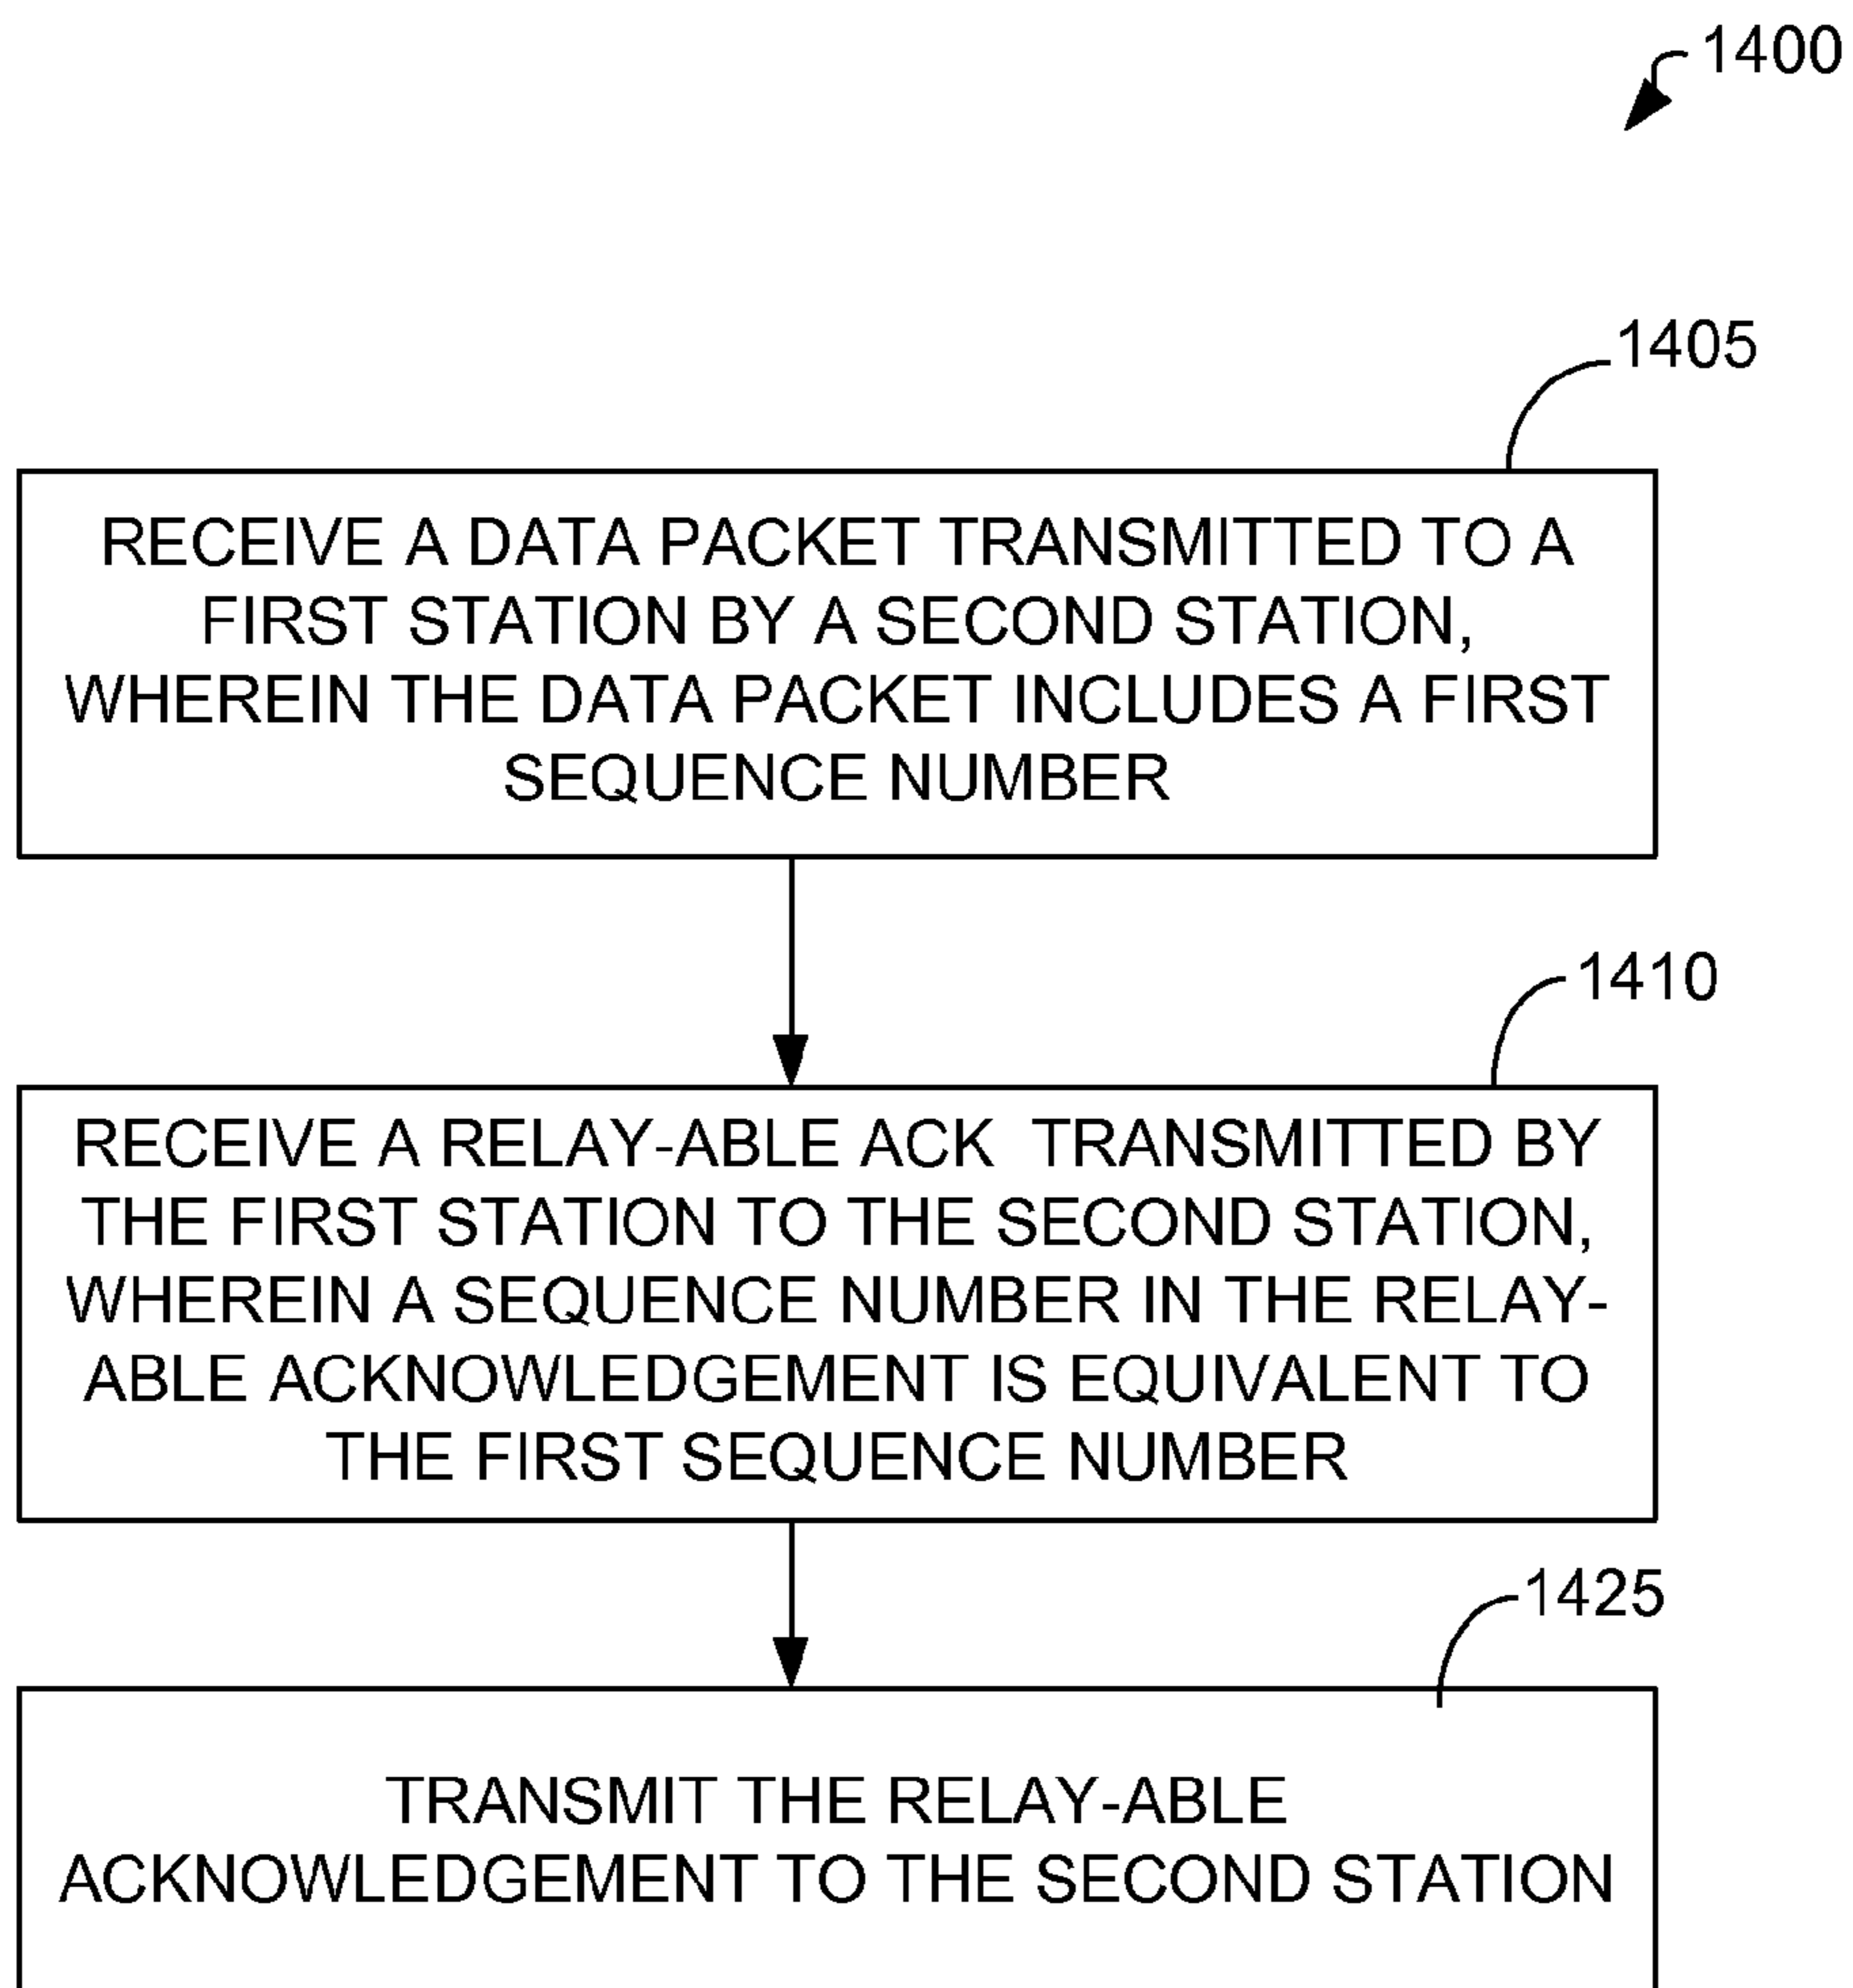 1400
1405
RECEIVE A DATA PACKET TRANSMITTED TO A
FIRST STATION BY A SECOND STATION,
WHEREIN THE DATA PACKET INCLUDES A FIRST
SEQUENCE NUMBER
1410
RECEIVE A RELAY-ABLE ACK TRANSMITTED BY
THE FIRST STATION TO THE SECOND STATION,
WHEREIN A SEQUENCE NUMBER IN THE RELAY-
ABLE ACKNOWLEDGEMENT IS EQUIVALENT TO
THE FIRST SEQUENCE NUMBER
1425
TRANSMIT THE RELAY-ABLE
ACKNOWLEDGEMENT TO THE SECOND STATION